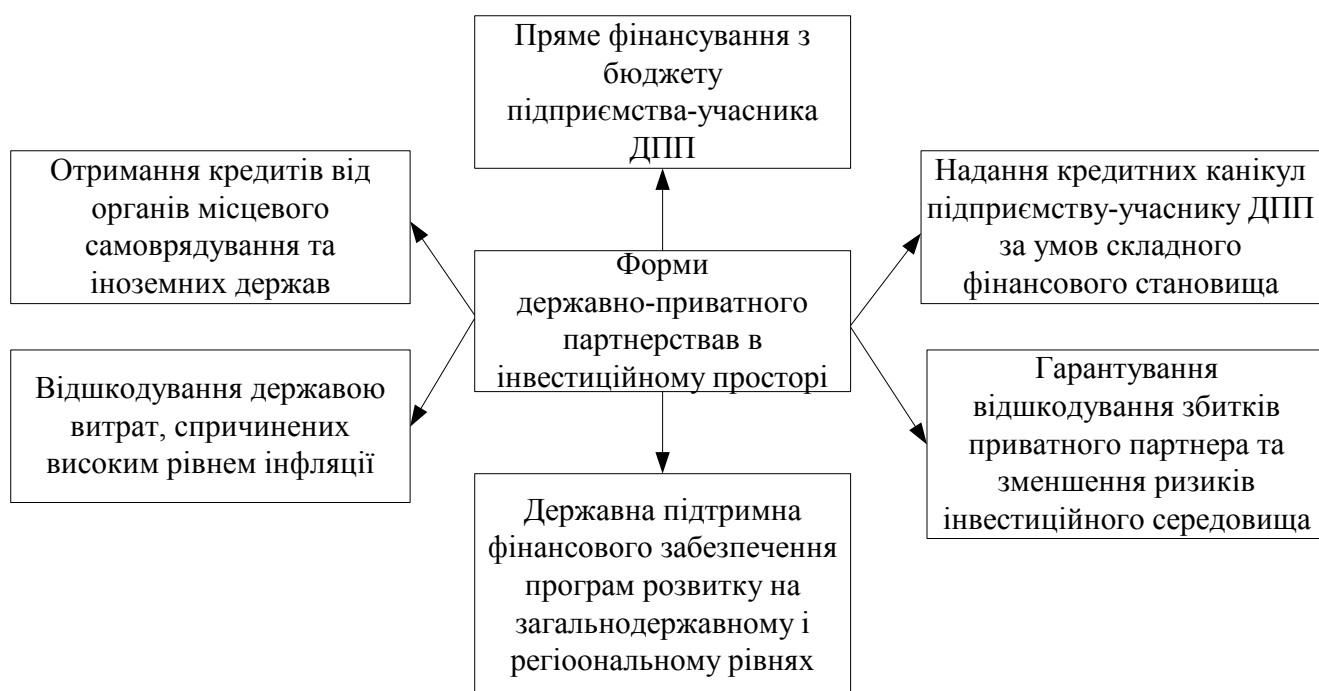 Пряме фінансування з
бюджету
підприємства-учасника
ДПП
Отримання кредитів від
органів місцевого
самоврядування та
іноземних держав
Надання кредитних канікул
підприємству-учаснику ДПП
за умов складного
фінансового становища
Форми
державно-приватного
партнерствав в
інвестиційному просторі
Відшкодування державою
витрат, спричинених
високим рівнем інфляції
Гарантування
відшкодування збитків
приватного партнера та
зменшення ризиків
інвестиційного середовища
Державна підтримна
фінансового забезпечення
програм розвитку на
загальнодержавному і
регіоональному рівнях